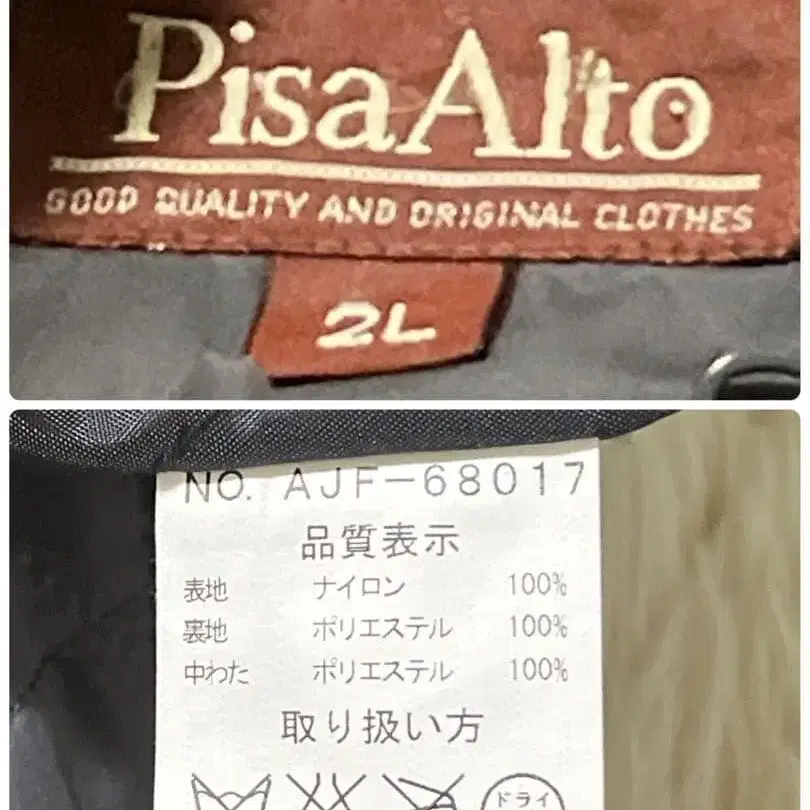 PisaAlto
GOOD QUALITY AND ORIGINAL CLOTHES
2L
NO. AJF-68017
品質表示
表地 ナイロン 100%
裏地 ポリエステル 100%
中わた ポリエステル 100%
取り扱い方
ドライ